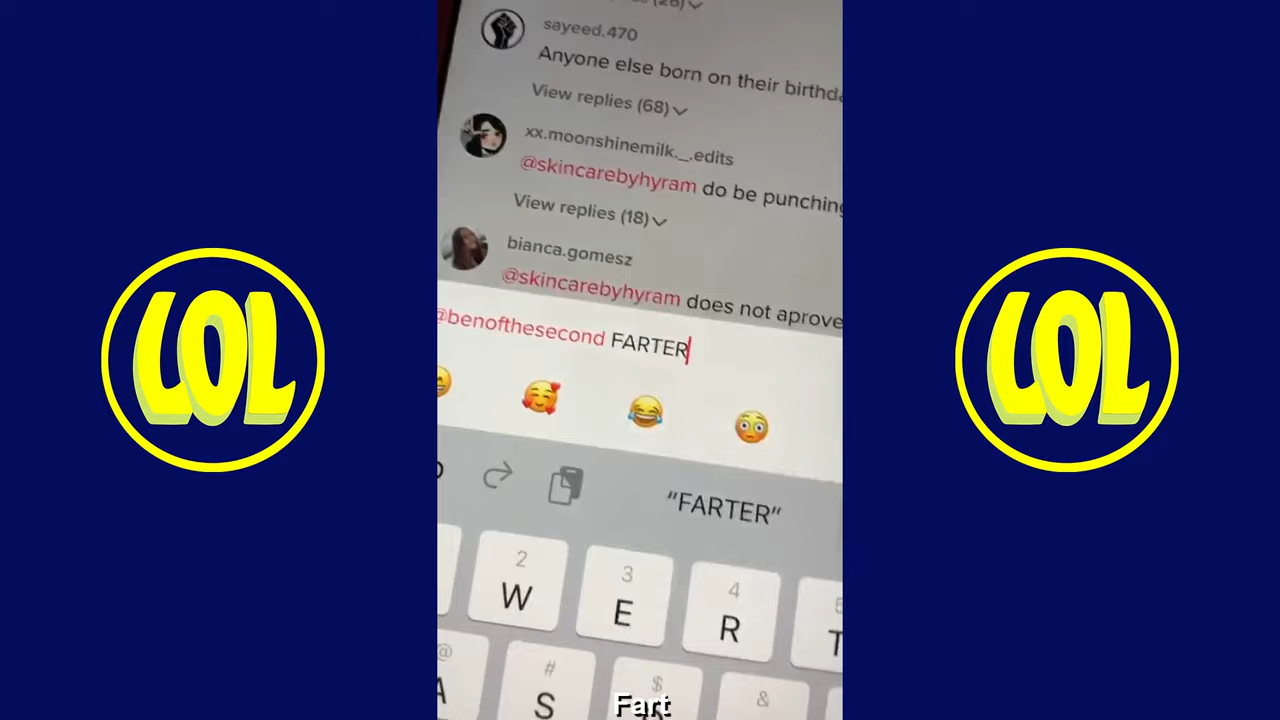 LOL
LOL
sayeed.470
Anyone else born on their birthda
View replies (68)
xx.moonshinemilk._.edits
@skincarebyhyram do be punching
View replies (18)
bianca.gomesz
@skincarebyhyram does not aprove
@benofthesecond FARTER
"FARTER"
2
3
4
W
E
R
T
@
#
$
&
A
S
Fart